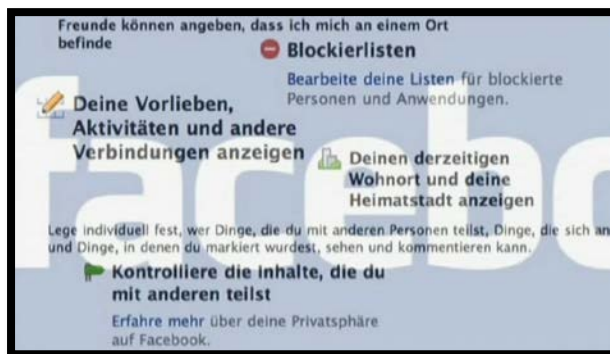 Freunde können angeben, dass ich mich an einem Ort
befinde
Blockierlisten
Bearbeite deine Listen für blockierte
Personen und Anwendungen.
Deine Vorlieben,
Aktivitäten und andere
Verbindungen anzeigen
Deinen derzeitigen
Wohnort und deine
Heimatstadt anzeigen
Lege individuell fest, wer Dinge, die du mit anderen Personen teilst, Dinge, die sich an
und Dinge, in denen du markiert wurdest, sehen und kommentieren kann.
Kontrolliere die Inhalte, die du
mit anderen teilst
Erfahre mehr über deine Privatsphäre
auf Facebook.
facebo